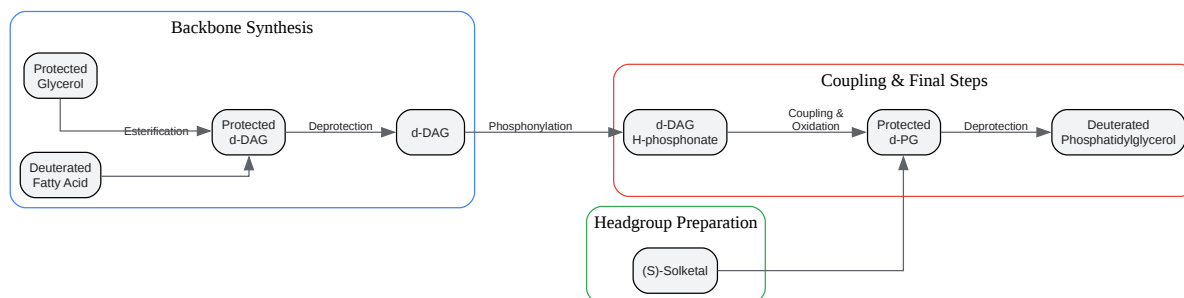 Backbone Synthesis
Protected
Glycerol
Esterification
Deuterated
Fatty Acid
Protected
d-DAG
Deprotection
d-DAG
Phosphonylation
Coupling & Final Steps
d-DAG
H-phosphonate
Coupling &
Oxidation
Protected
d-PG
Deprotection
Deuterated
Phosphatidylglycerol
Headgroup Preparation
(S)-Solketal